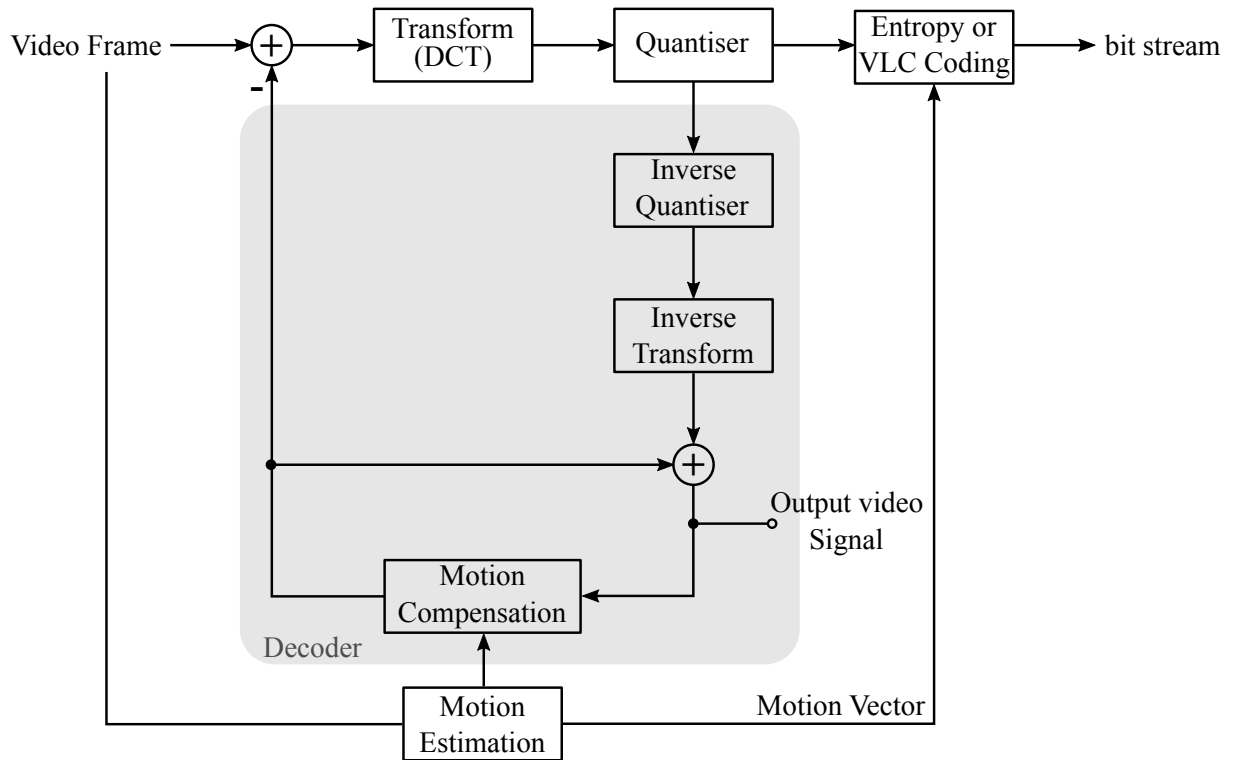 Video Frame
+
-
Transform
(DCT)
Quantiser
Entropy or
VLC Coding
bit stream
Inverse
Quantiser
Inverse
Transform
+
Output video
Signal
Motion
Compensation
Decoder
Motion
Estimation
Motion Vector